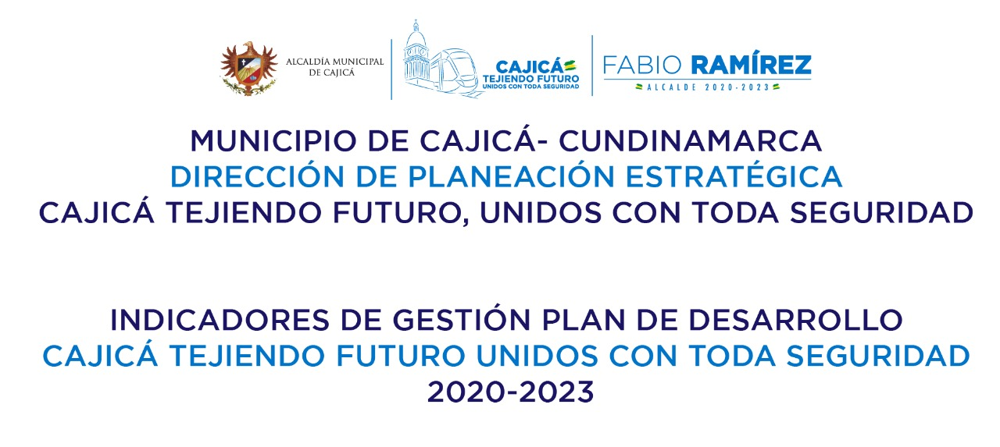 ALCALDÍA MUNICIPAL
DE CAJICÁ
CAJICÁ
TEJIENDO FUTURO
UNIDOS CON TODA SEGURIDAD
FABIO RAMÍREZ
ALCALDE 2020-2023
MUNICIPIO DE CAJICÁ- CUNDINAMARCA
DIRECCIÓN DE PLANEACIÓN ESTRATÉGICA
CAJICÁ TEJIENDO FUTURO, UNIDOS CON TODA SEGURIDAD
INDICADORES DE GESTIÓN PLAN DE DESARROLLO
CAJICÁ TEJIENDO FUTURO UNIDOS CON TODA SEGURIDAD
2020-2023